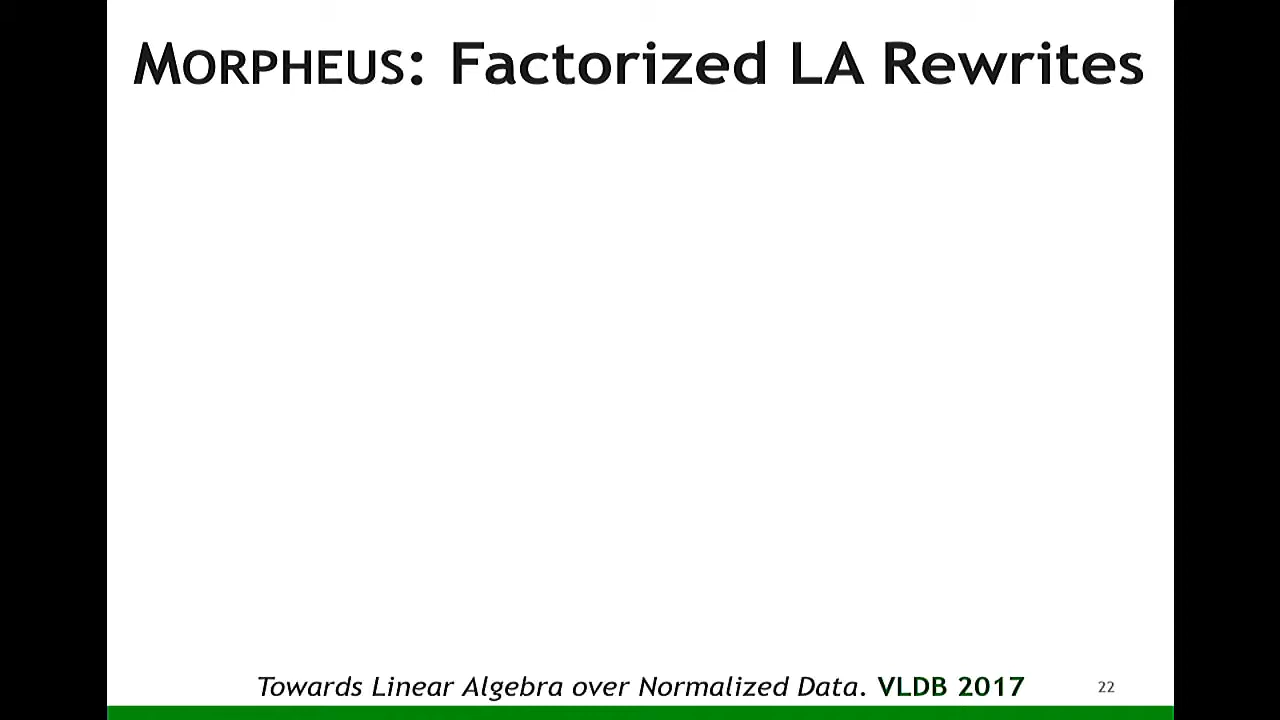 MORPHEUS: Factorized LA Rewrites
Towards Linear Algebra over Normalized Data. VLDB 2017
22